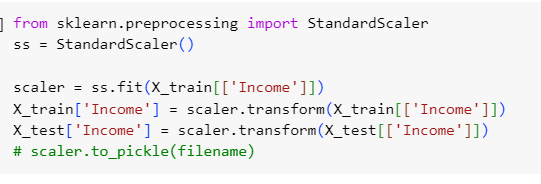 ] from sklearn.preprocessing import StandardScaler
ss = StandardScaler()
scaler = ss.fit(X_train[['Income']])
X_train['Income'] = scaler.transform(X_train[['Income']])
X_test['Income'] = scaler.transform(X_test[['Income']])
# scaler.to_pickle(filename)